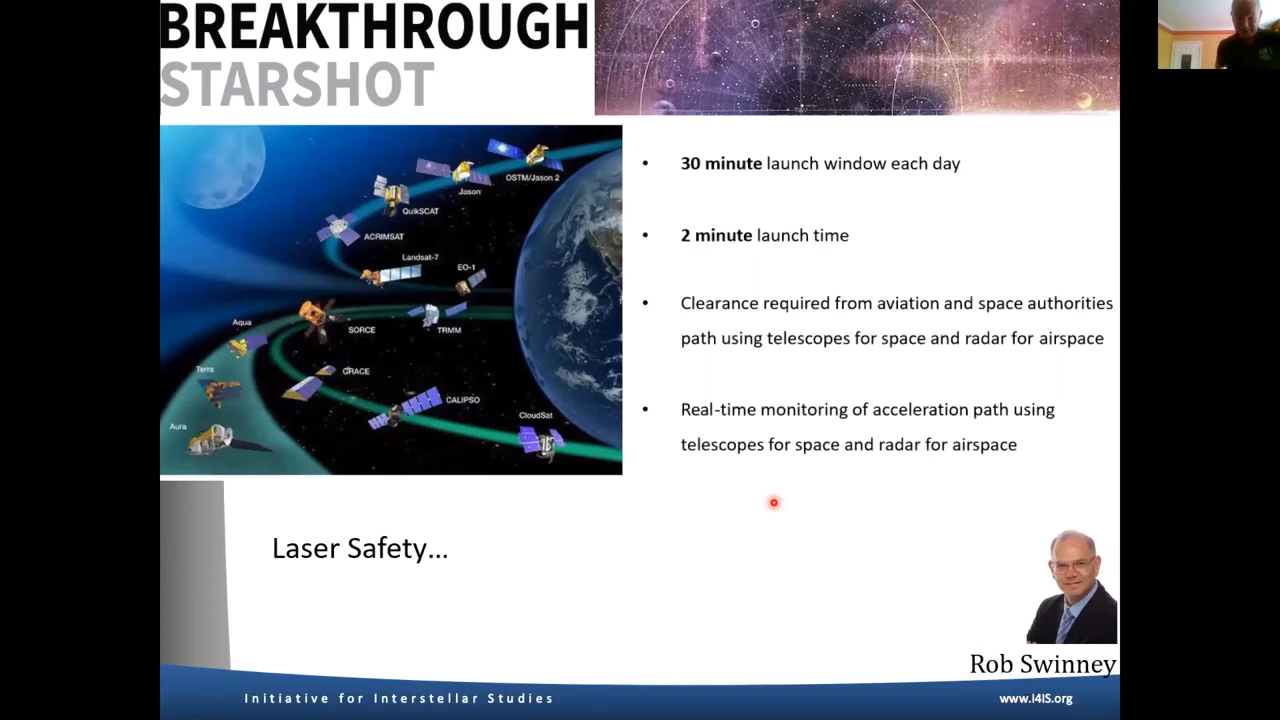 BREAKTHROUGH
STARSHOT
OSTM/Jason 2
Jason
QuikSCAT
ACRIMSAT
Landsat-7
EO-1
Aqua
SORCE
TRMM
Terra
GRACE
CALIPSO
Aura
CloudSat
30 minute launch window each day
2 minute launch time
Clearance required from aviation and space authorities
path using telescopes for space and radar for airspace
Real-time monitoring of acceleration path using
telescopes for space and radar for airspace
Laser Safety...
Rob Swinney
Initiative for Interstellar Studies
www.I4IS.org